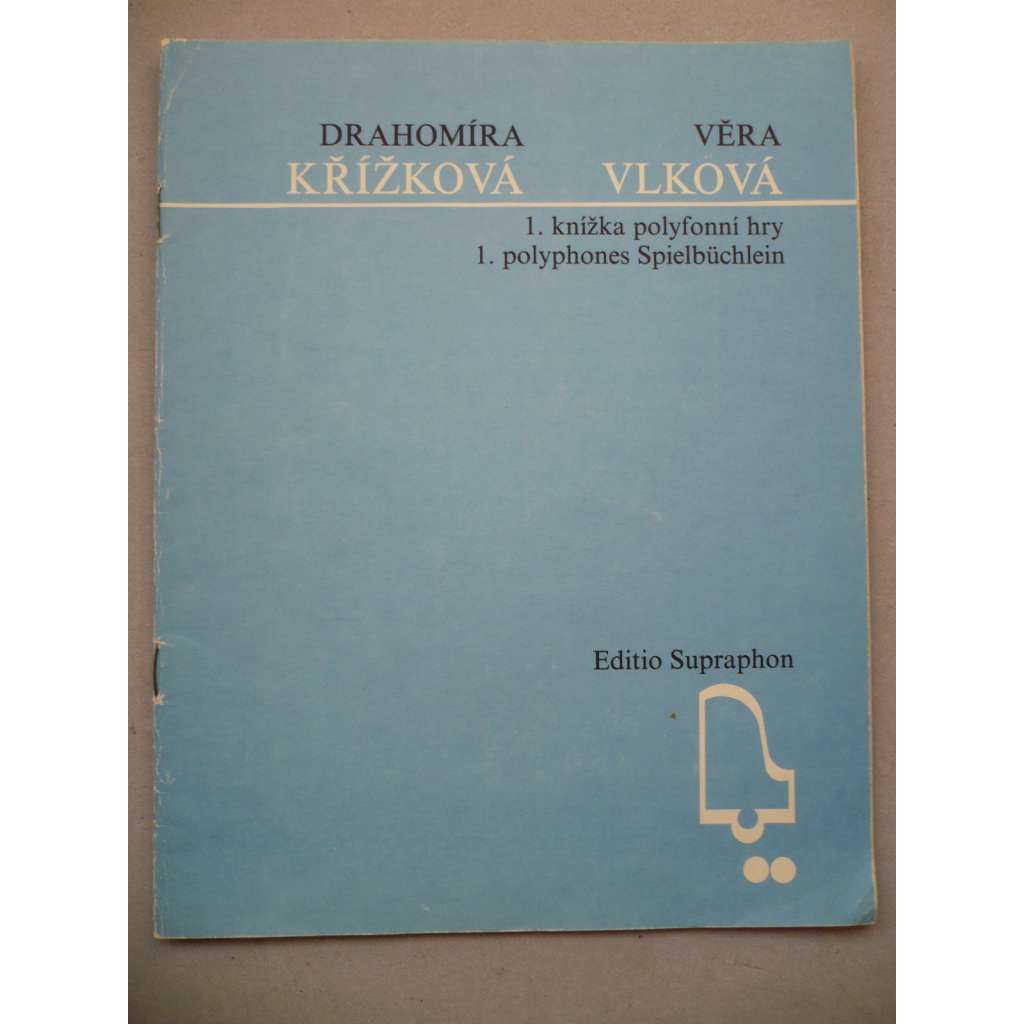 DRAHOMÍRA VĚRA
KŘÍŽKOVÁ VLKOVÁ
1. knížka polyfonní hry
1. polyphones Spielbüchlein
Editio Supraphon